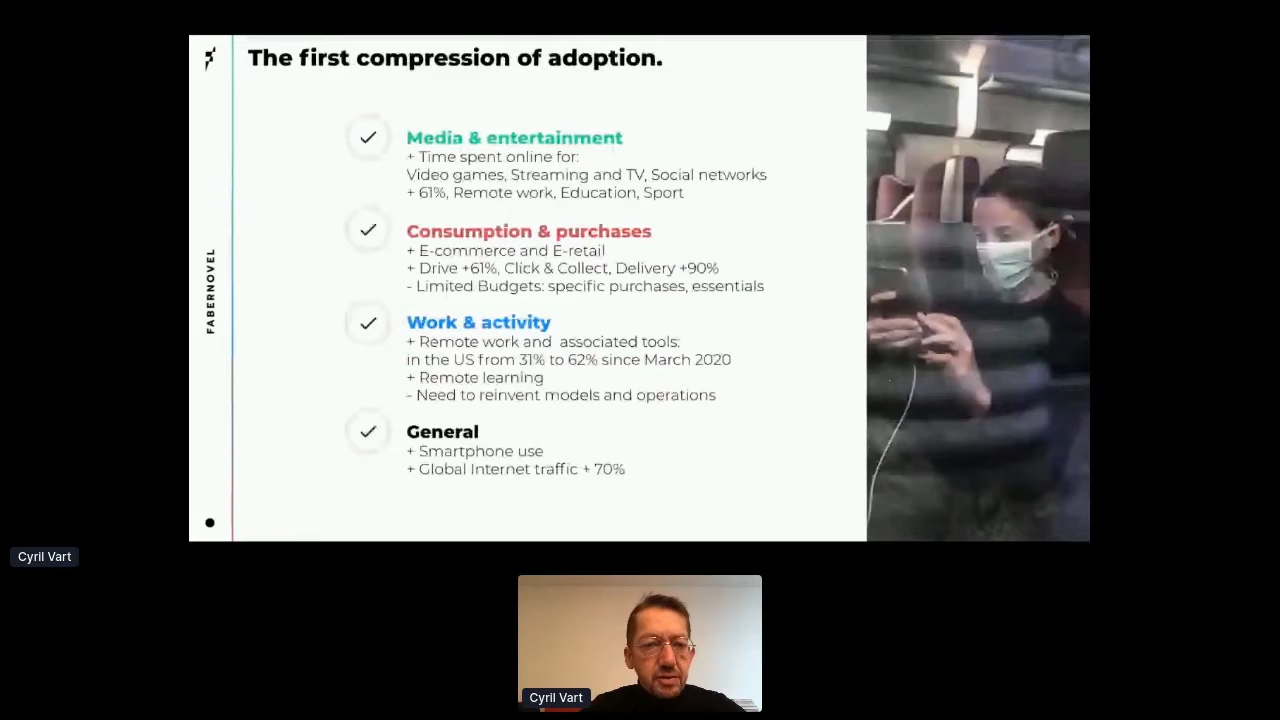 The first compression of adoption.
Media & entertainment
+ Time spent online for:
Video games, Streaming and TV, Social networks
+ 61%, Remote work, Education, Sport
Consumption & purchases
+ E-commerce and E-retail
+ Drive +61%, Click & Collect, Delivery +90%
- Limited Budgets: specific purchases, essentials
Work & activity
+ Remote work and  associated tools:
in the US from 31% to 62% since March 2020
+ Remote learning
- Need to reinvent models and operations
General
+ Smartphone use
+ Global Internet traffic + 70%
FABERNOVEL
Cyril Vart
Cyril Vart